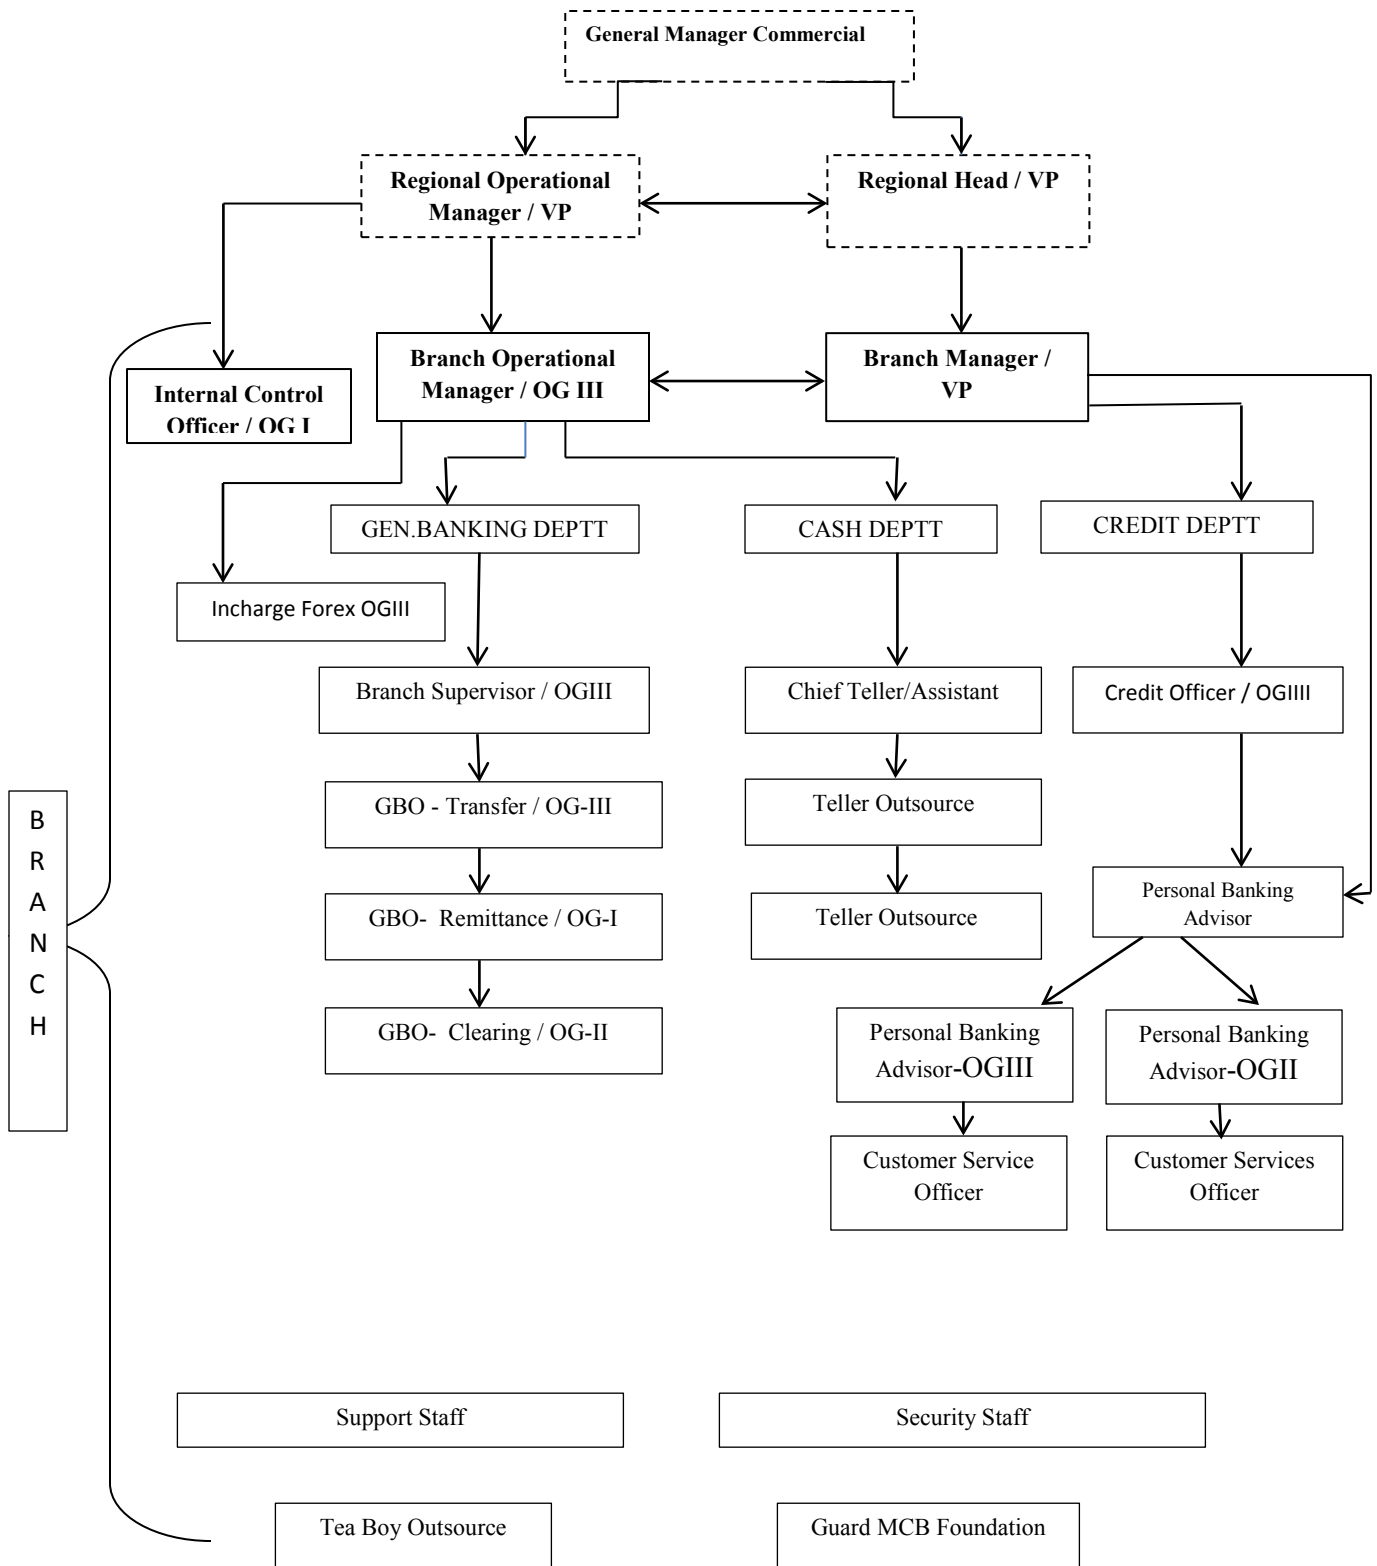 General Manager Commercial
Regional Operational
Manager / VP
Regional Head / VP
Branch Operational
Manager / OG III
Branch Manager /
VP
Internal Control
Officer / OG I
GEN.BANKING DEPTT
CASH DEPTT
CREDIT DEPTT
Incharge Forex OGIII
Branch Supervisor / OGIII
Chief Teller/Assistant
Credit Officer / OGIIII
GBO - Transfer / OG-III
Teller Outsource
B
R
A
N
C
H
GBO- Remittance / OG-I
Teller Outsource
Personal Banking
Advisor
GBO- Clearing / OG-II
Personal Banking
Advisor-OGIII
Personal Banking
Advisor-OGII
Customer Service
Officer
Customer Services
Officer
Support Staff
Security Staff
Tea Boy Outsource
Guard MCB Foundation